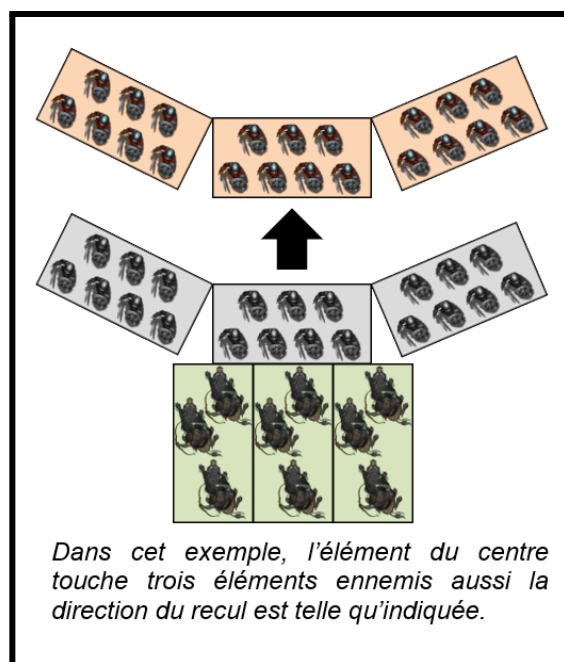 Dans cet exemple, l'élément du centre
touche trois éléments ennemis aussi la
direction du recul est telle qu'indiquée.